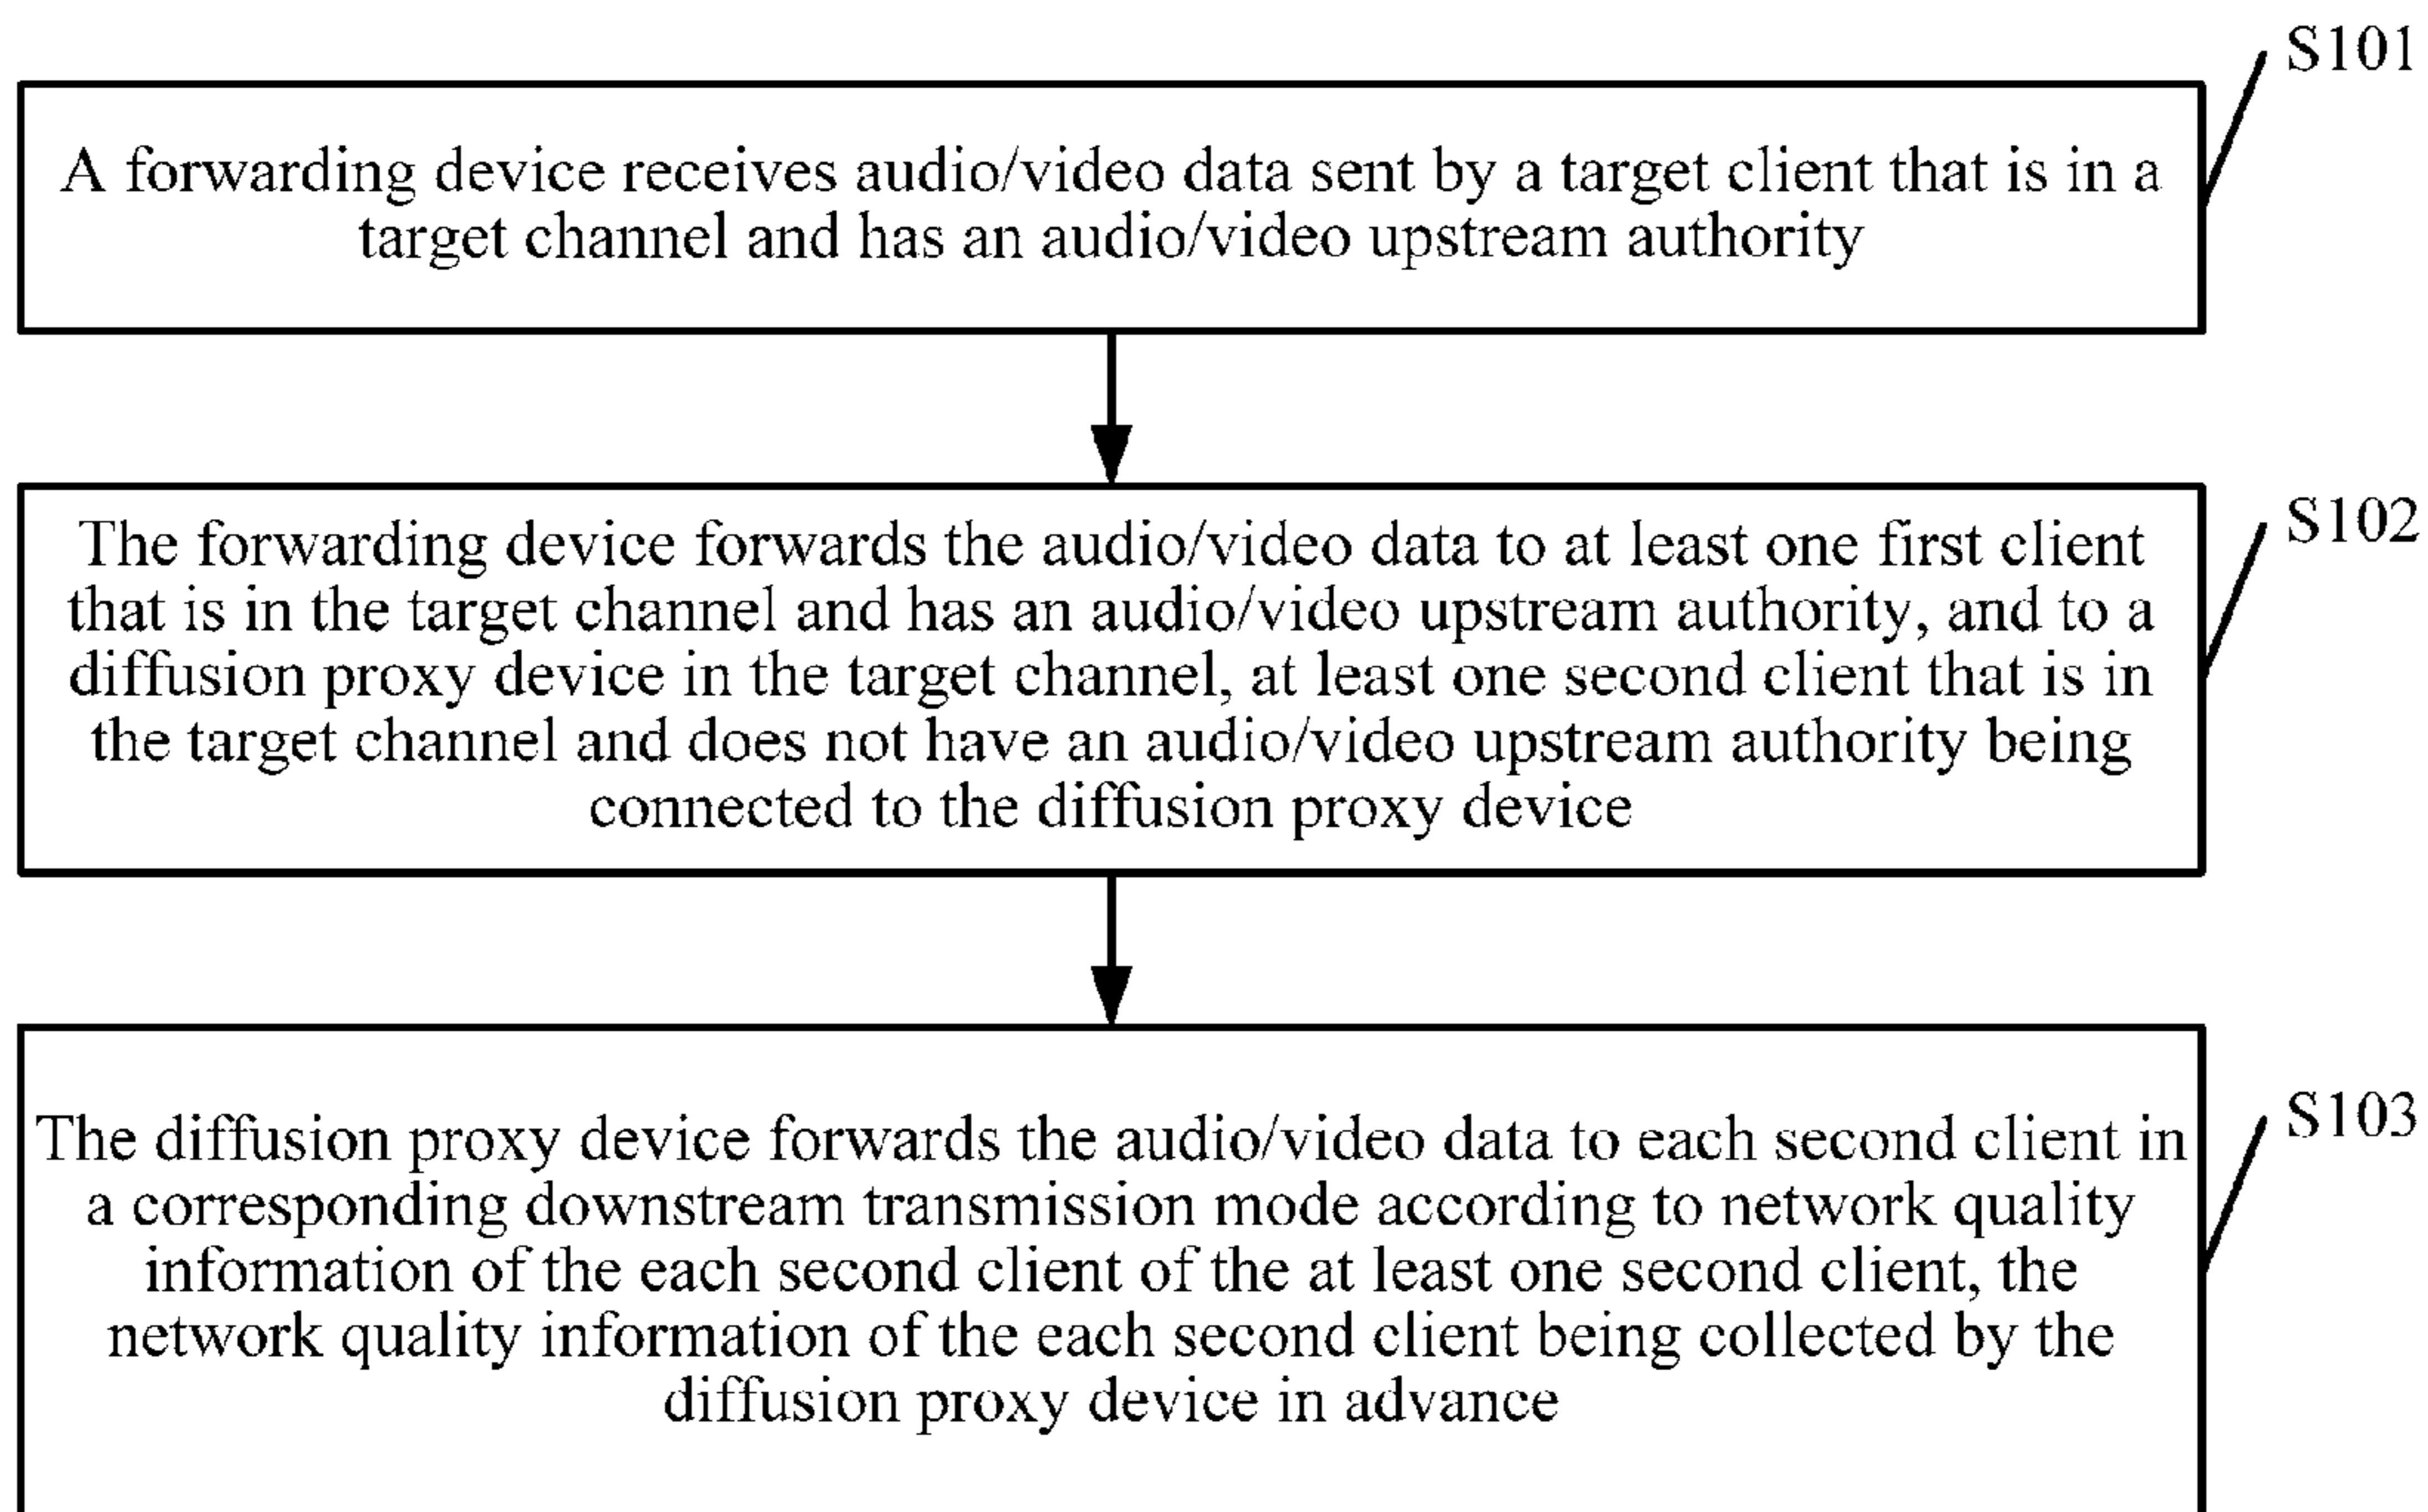 S101
A forwarding device receives audio/video data sent by a target client that is in a
target channel and has an audio/video upstream authority
S102
The forwarding device forwards the audio/video data to at least one first client
that is in the target channel and has an audio/video upstream authority, and to a
diffusion proxy device in the target channel, at least one second client that is in
the target channel and does not have an audio/video upstream authority being
connected to the diffusion proxy device
S103
The diffusion proxy device forwards the audio/video data to each second client in
a corresponding downstream transmission mode according to network quality
information of the each second client of the at least one second client, the
network quality information of the each second client being collected by the
diffusion proxy device in advance